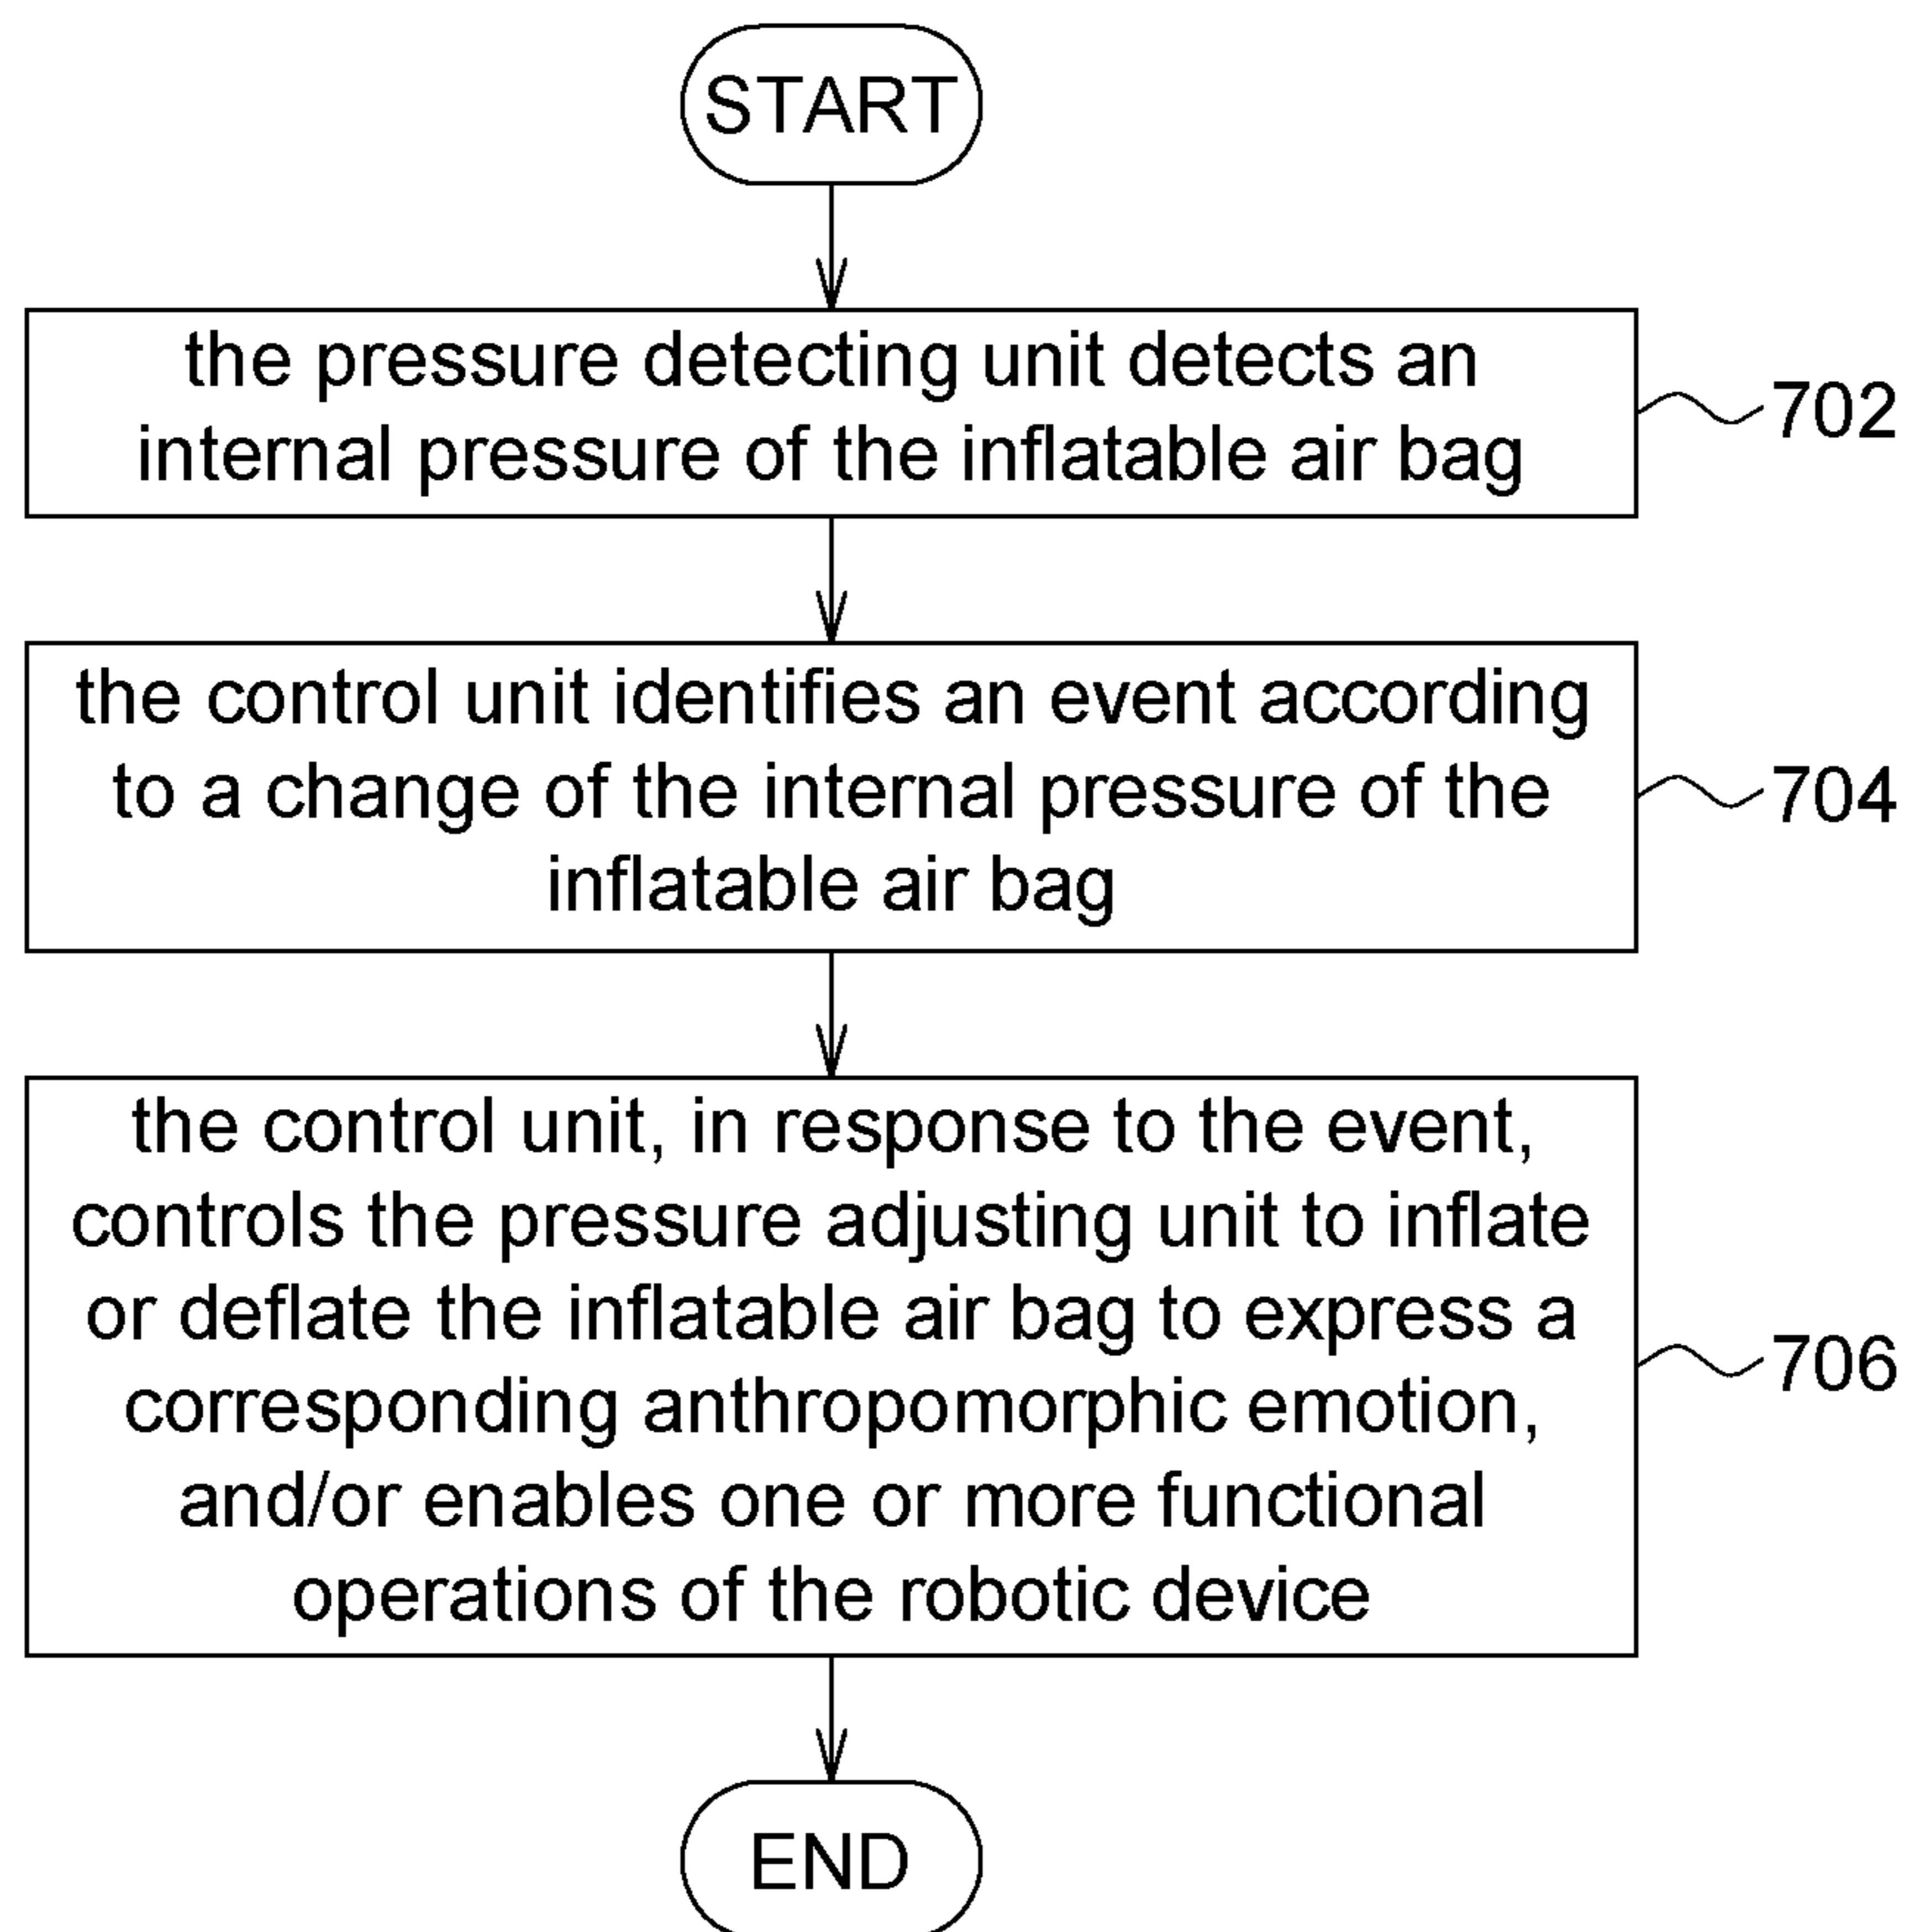 START
the pressure detecting unit detects an
internal pressure of the inflatable air bag
702
the control unit identifies an event according
to a change of the internal pressure of the
inflatable air bag
704
the control unit, in response to the event,
controls the pressure adjusting unit to inflate
or deflate the inflatable air bag to express a
corresponding anthropomorphic emotion,
and/or enables one or more functional
operations of the robotic device
706
END